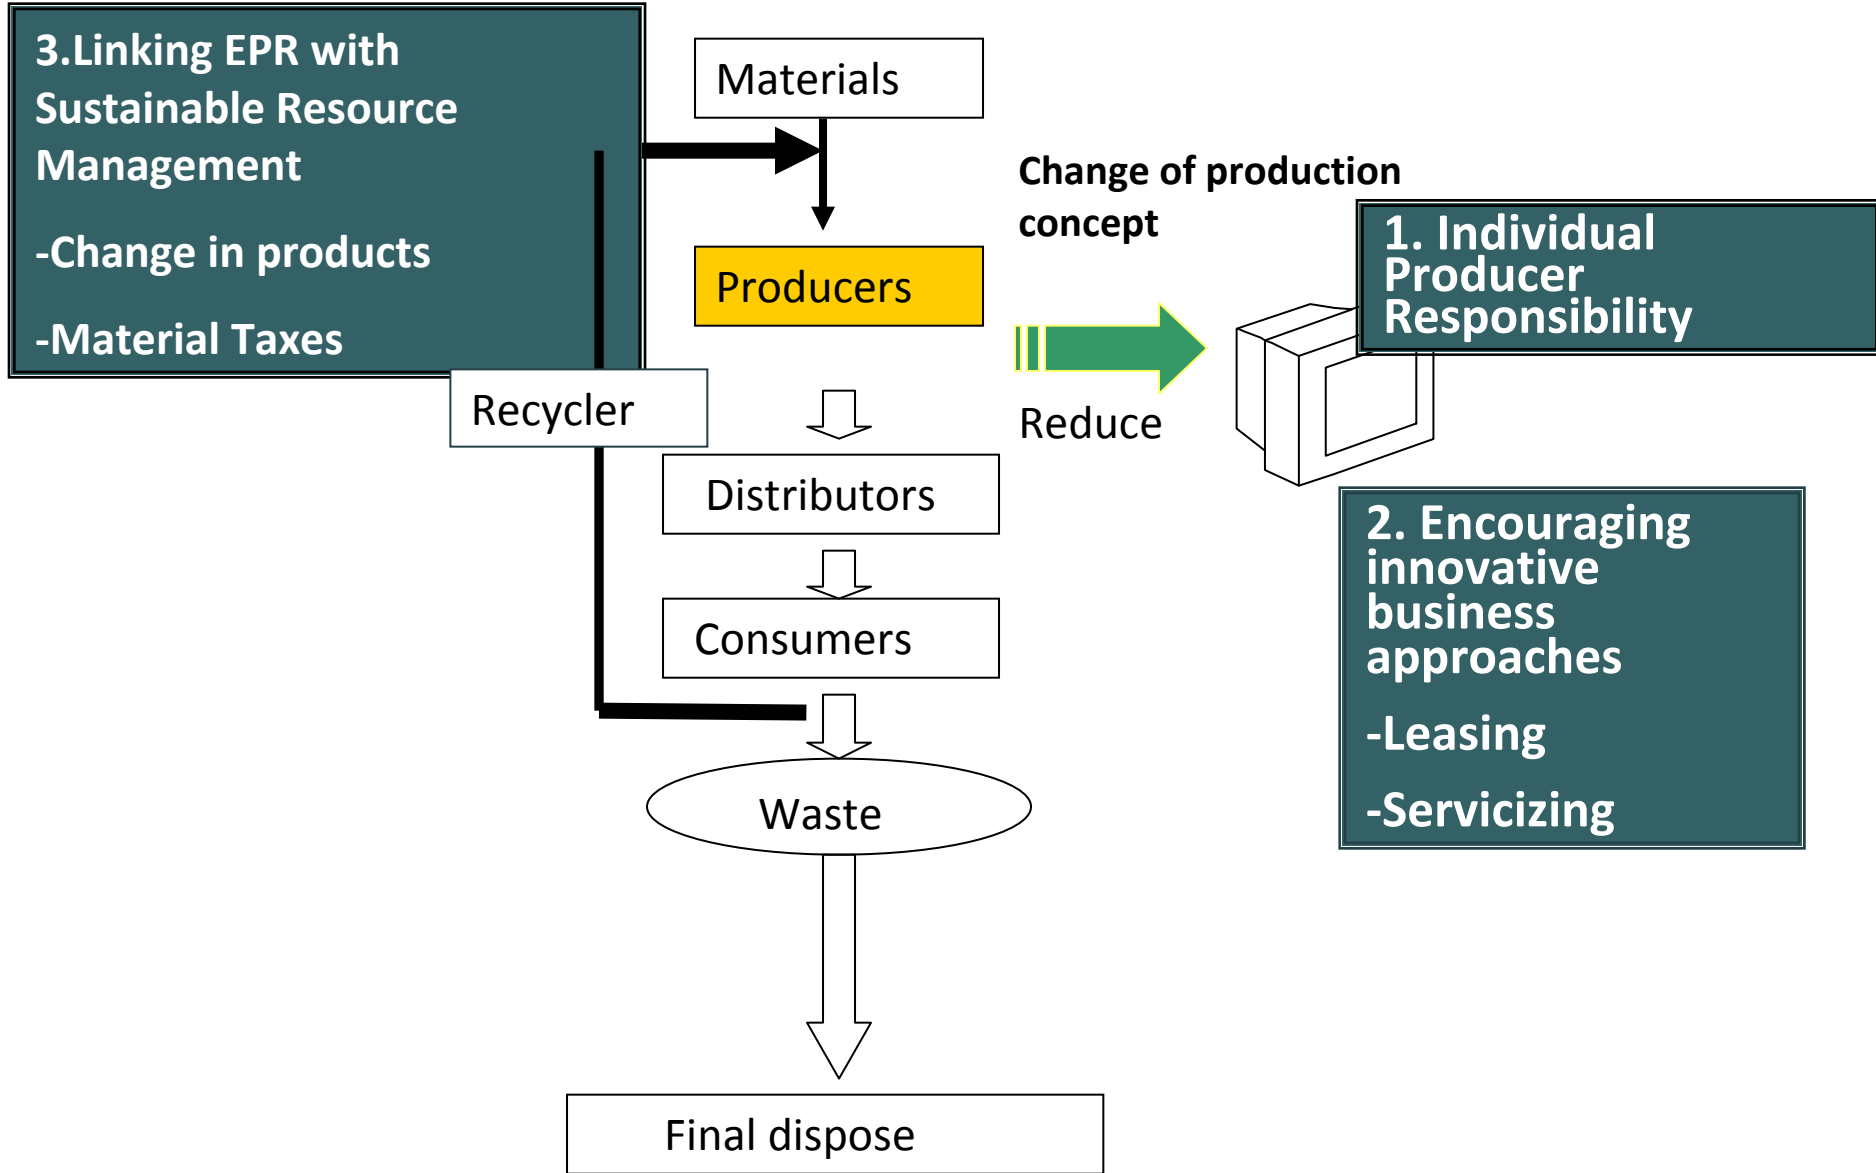 3.Linking EPR with
Sustainable Resource
Management
-Change in products
-Material Taxes
Materials
Change of production
concept
Producers
1. Individual
Producer
Responsibility
Recycler
Reduce
Distributors
2. Encouraging
innovative
business
approaches
-Leasing
-Servicizing
Consumers
Waste
Final dispose